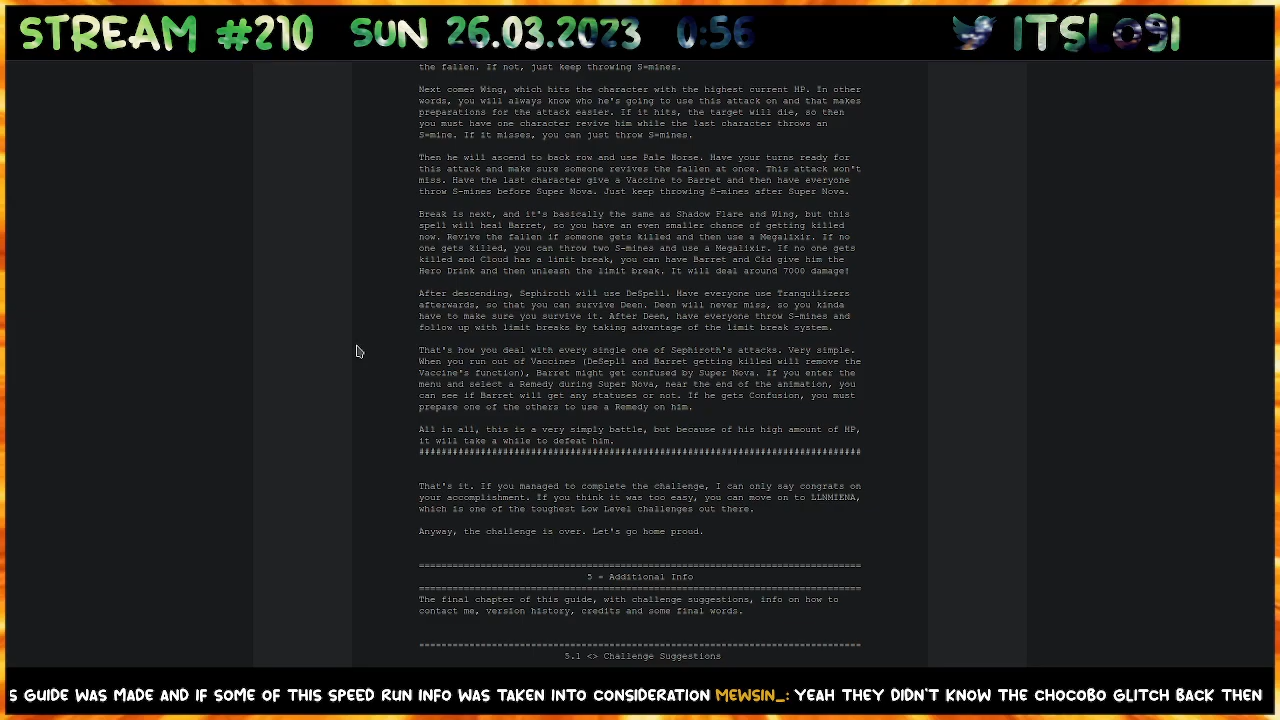 STREAM #210 SUN 26.03.2023 0:56 ITSLO9I
the fallen. If not, just keep throwing S=mines.
Next comes Wing, which hits the character with the highest current HP. In other
words, you will always know who he's going to use this attack on and that makes
preparations for the attack easier. If it hits, the target will die, so then
you must have one character revive him while the last character throws an
S=mine. If it misses, you can just throw S=mines.
Then he will ascend to back row and use Pale Horse. Have your turns ready for
this attack and make sure someone revives the fallen at once. This attack won't
miss. Have the last character give a Vaccine to Barret and then have everyone
throw S-mines before Super Nova. Just keep throwing S-mines after Super Nova.
Break is next, and it's basically the same as Shadow Flare and Wing, but this
spell will heal Barret, so you have an even smaller chance of getting killed
now. Revive the fallen if someone gets killed and then use a Megalixir. If no
one gets killed, you can throw two S-mines and use a Megalixir. If no one gets
killed and Cloud has a limit break, you can have Barret and Cid give him the
Hero Drink and then unleash the limit break. It will deal around 7000 damage!
After descending, Sephiroth will use DeSpell. Have everyone use Tranquilizers
afterwards, so that you can survive Deen. Deen will never miss, so you kinda
have to make sure you survive it. After Deen, have everyone throw S-mines and
follow up with limit breaks by taking advantage of the limit break system.
That's how you deal with every single one of Sephiroth's attacks. Very simple.
When you run out of Vaccines (DeSepll and Barret getting killed will remove the
Vaccine's function), Barret might get confused by Super Nova. If you enter the
menu and select a Remedy during Super Nova, near the end of the animation, you
can see if Barret will get any statuses or not. If he gets Confusion, you must
prepare one of the others to use a Remedy on him.
All in all, this is a very simply battle, but because of his high amount of HP,
it will take a while to defeat him.
###############################################################################
That's it. If you managed to complete the challenge, I can only say congrats on
your accomplishment. If you think it was too easy, you can move on to LLNMIENA,
which is one of the toughest Low Level challenges out there.
Anyway, the challenge is over. Let's go home proud.
===============================================================================
5 = Additional Info
===============================================================================
The final chapter of this guide, with challenge suggestions, info on how to
contact me, version history, credits and some final words.
===============================================================================
5.1 <> Challenge Suggestions
S GUIDE WAS MADE AND IF SOME OF THIS SPEED RUN INFO WAS TAKEN INTO CONSIDERATION MEWSIN_: YEAH THEY DIDN'T KNOW THE CHOCOBO GLITCH BACK THEN